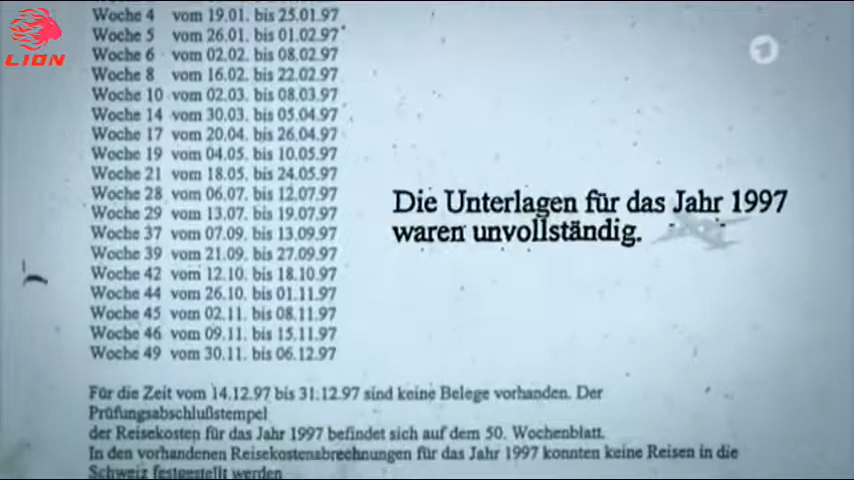 LION
Woche 4 vom 19.01. bis 25.01.97
Woche 5 vom 26.01. bis 01.02.97
Woche 6 vom 02.02. bis 08.02.97
Woche 8 vom 16.02. bis 22.02.97
Woche 10 vom 02.03. bis 08.03.97
Woche 14 vom 30.03. bis 05.04.97
Woche 17 vom 20.04. bis 26.04.97
Woche 19 vom 04.05. bis 10.05.97
Woche 21 vom 18.05. bis 24.05.97
Woche 28 vom 06.07. bis 12.07.97
Woche 29 vom 13.07. bis 19.07.97
Woche 37 vom 07.09. bis 13.09.97
Woche 39 vom 21.09. bis 27.09.97
Woche 42 vom 12.10. bis 18.10.97
Woche 44 vom 26.10. bis 01.11.97
Woche 45 vom 02.11. bis 08.11.97
Woche 46 vom 09.11. bis 15.11.97
Woche 49 vom 30.11. bis 06.12.97
1
Die Unterlagen für das Jahr 1997
waren unvollständig.
Für die Zeit vom 14.12.97 bis 31.12.97 sind keine Belege vorhanden. Der
Prüfungsabschlußstempel
der Reisekosten für das Jahr 1997 befindet sich auf dem 50. Wochenblatt.
In den vorhandenen Reisekostenabrechnungen für das Jahr 1997 konnten keine Reisen in die
Schweiz festgestellt werden